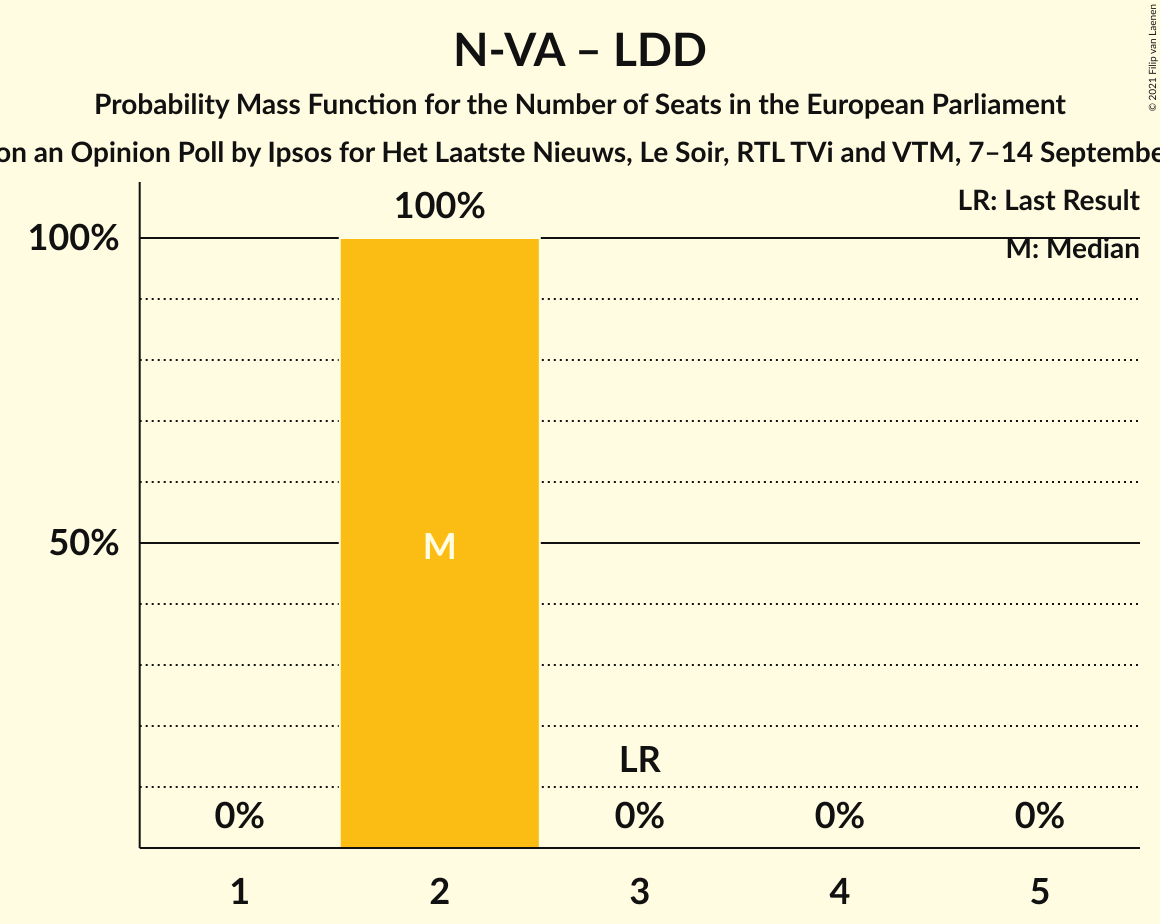 N-VA – LDD
Probability Mass Function for the Number of Seats in the European Parliament
on an Opinion Poll by Ipsos for Het Laatste Nieuws, Le Soir, RTL TVi and VTM, 7–14 Septembe
© 2021 Filip van Laenen
LR: Last Result
M: Median
100%
100%
50%
M
LR
0%
0%
0%
0%
1
2
3
4
5